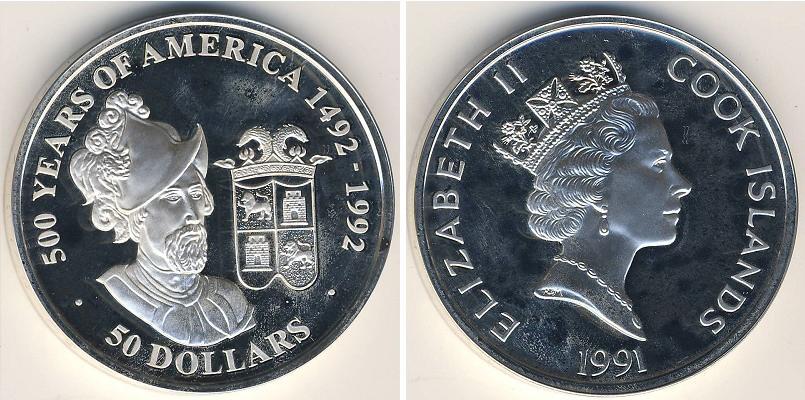 500 YEARS OF AMERICA 1492-1992
50 DOLLARS
ELIZABETH II
COOK ISLANDS
1991